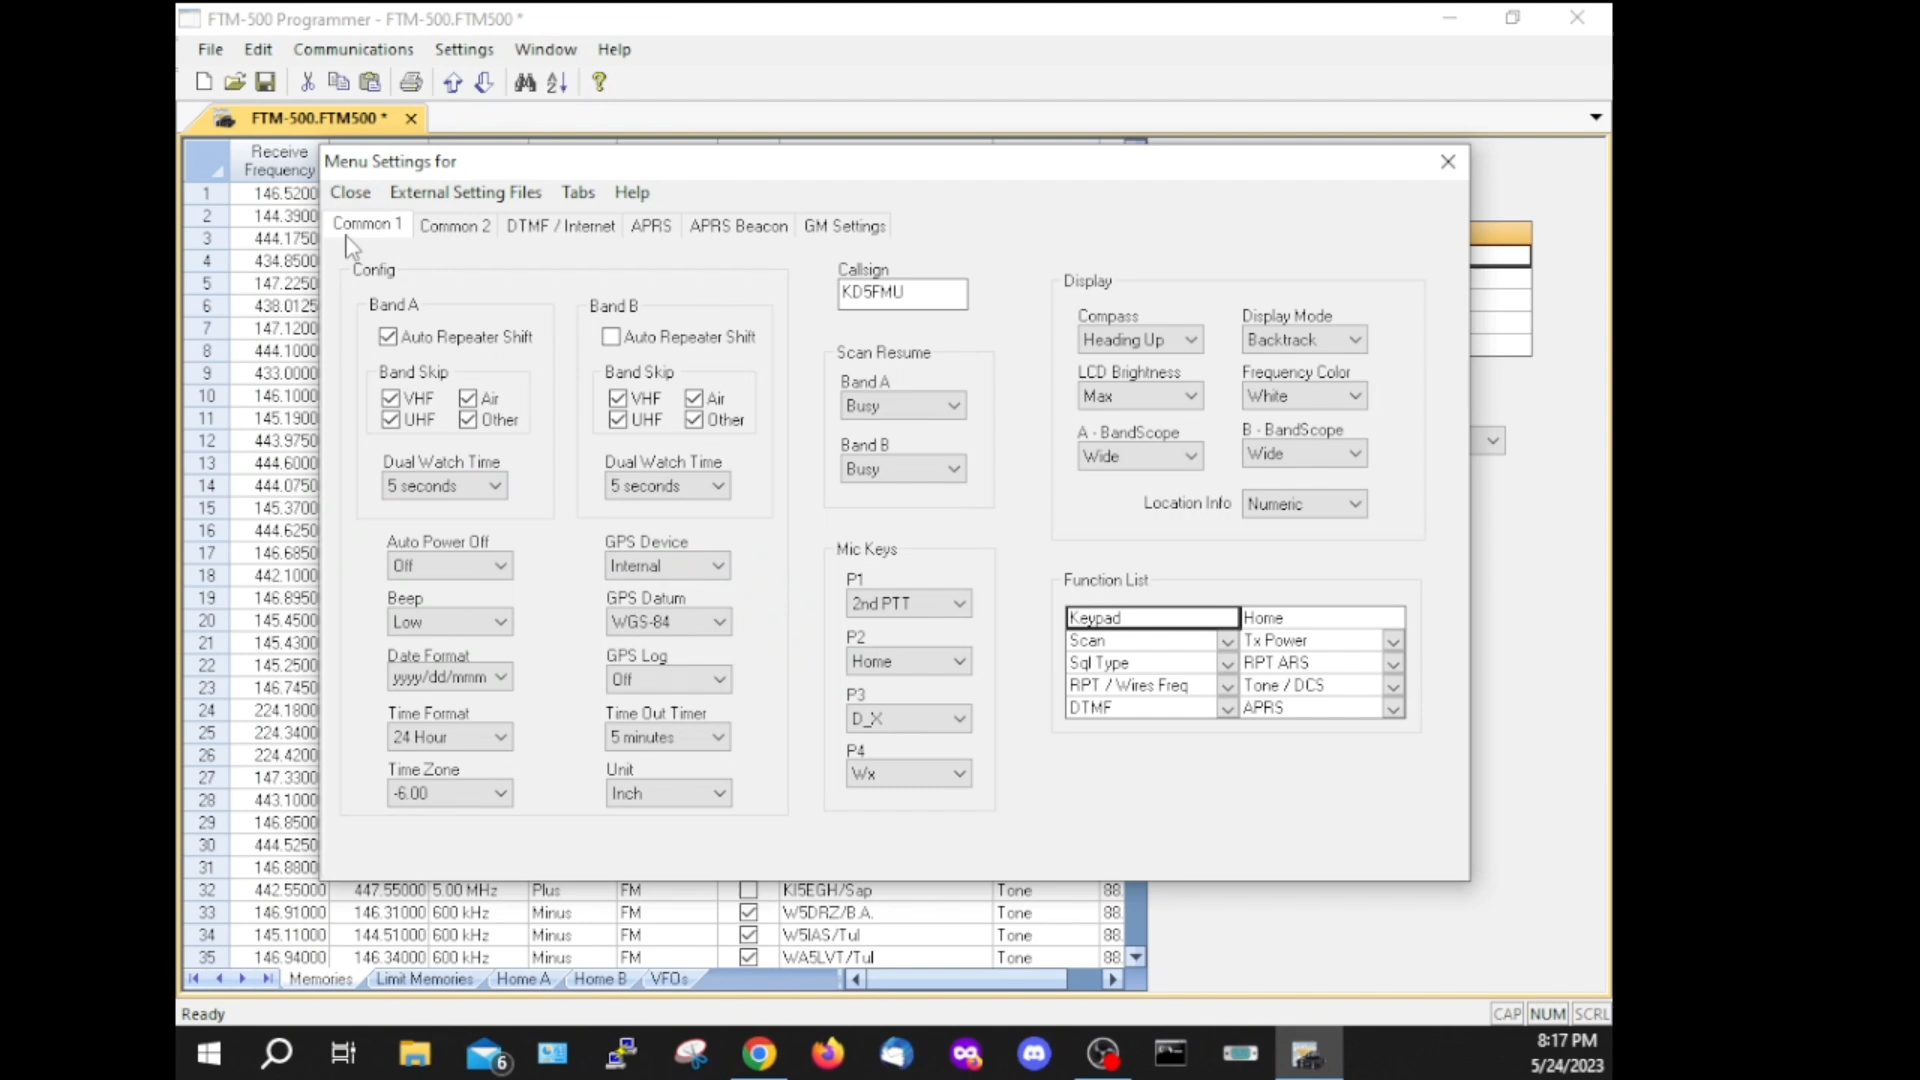 FTM-500 Programmer - FTM-500.FTM500 *
File Edit Communications Settings Window Help
FTM-500.FTM500 *
Receive Frequency
Menu Settings for
Close External Setting Files Tabs Help
Common 1 Common 2 DTMF / Internet APRS APRS Beacon GM Settings
1 146.5200
2 144.3900
3 444.1750
4 434.8500
5 147.2250
6 438.0125
7 147.1200
8 444.1000
9 433.0000
10 146.1000
11 145.1900
12 443.9750
13 444.6000
14 444.0750
15 145.3700
16 444.6250
17 146.6850
18 442.1000
19 146.8950
20 145.4500
21 145.4300
22 145.2500
23 146.7450
24 224.1800
25 224.3400
26 224.4200
27 147.3300
28 443.1000
29 146.8500
30 444.5250
31 146.8800
Config
Band A
Auto Repeater Shift
Band Skip
VHF Air
UHF Other
Dual Watch Time
5 seconds
Band B
Auto Repeater Shift
Band Skip
VHF Air
UHF Other
Dual Watch Time
5 seconds
Auto Power Off
Off
Beep
Low
Date Format
yyyy/dd/mmm
Time Format
24 Hour
Time Zone
-6.00
GPS Device
Internal
GPS Datum
WGS-84
GPS Log
Off
Time Out Timer
5 minutes
Unit
Inch
Callsign
KD5FMU
Scan Resume
Band A
Busy
Band B
Busy
Mic Keys
P1
2nd PTT
P2
Home
P3
D_X
P4
Wx
Display
Compass
Heading Up
Display Mode
Backtrack
LCD Brightness
Max
Frequency Color
White
A - BandScope
Wide
B - BandScope
Wide
Location Info Numeric
Function List
Keypad Home
Scan Tx Power
Sql Type RPT ARS
RPT / Wires Freq Tone / DCS
DTMF APRS
32 442.55000 447.55000 5.00 MHz Plus FM KI5EGH/Sap Tone 88.
33 146.91000 146.31000 600 kHz Minus FM W5DRZ/B.A. Tone 88.
34 145.11000 144.51000 600 kHz Minus FM W5IAS/Tul Tone 88.
35 146.94000 146.34000 600 kHz Minus FM WA5LVT/Tul Tone 88.
Memories Limit Memories Home A Home B VFOs
Ready CAP NUM SCRL
6
8:17 PM
5/24/2023